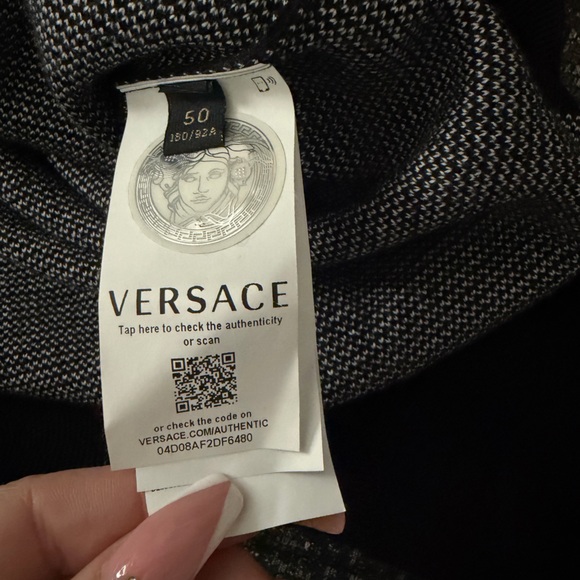 50
180/92A
VERSACE
Tap here to check the authenticity
or scan
or check the code on
VERSACE.COM/AUTHENTIC
04D08AF2DF6480